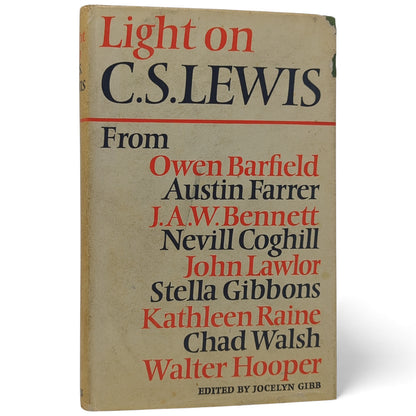 Light on
C.S.LEWIS
From
Owen Barfield
Austin Farrer
J.A.W. Bennett
Nevill Coghill
John Lawlor
Stella Gibbons
Kathleen Raine
Chad Walsh
Walter Hooper
EDITED BY JOCELYN GIBB